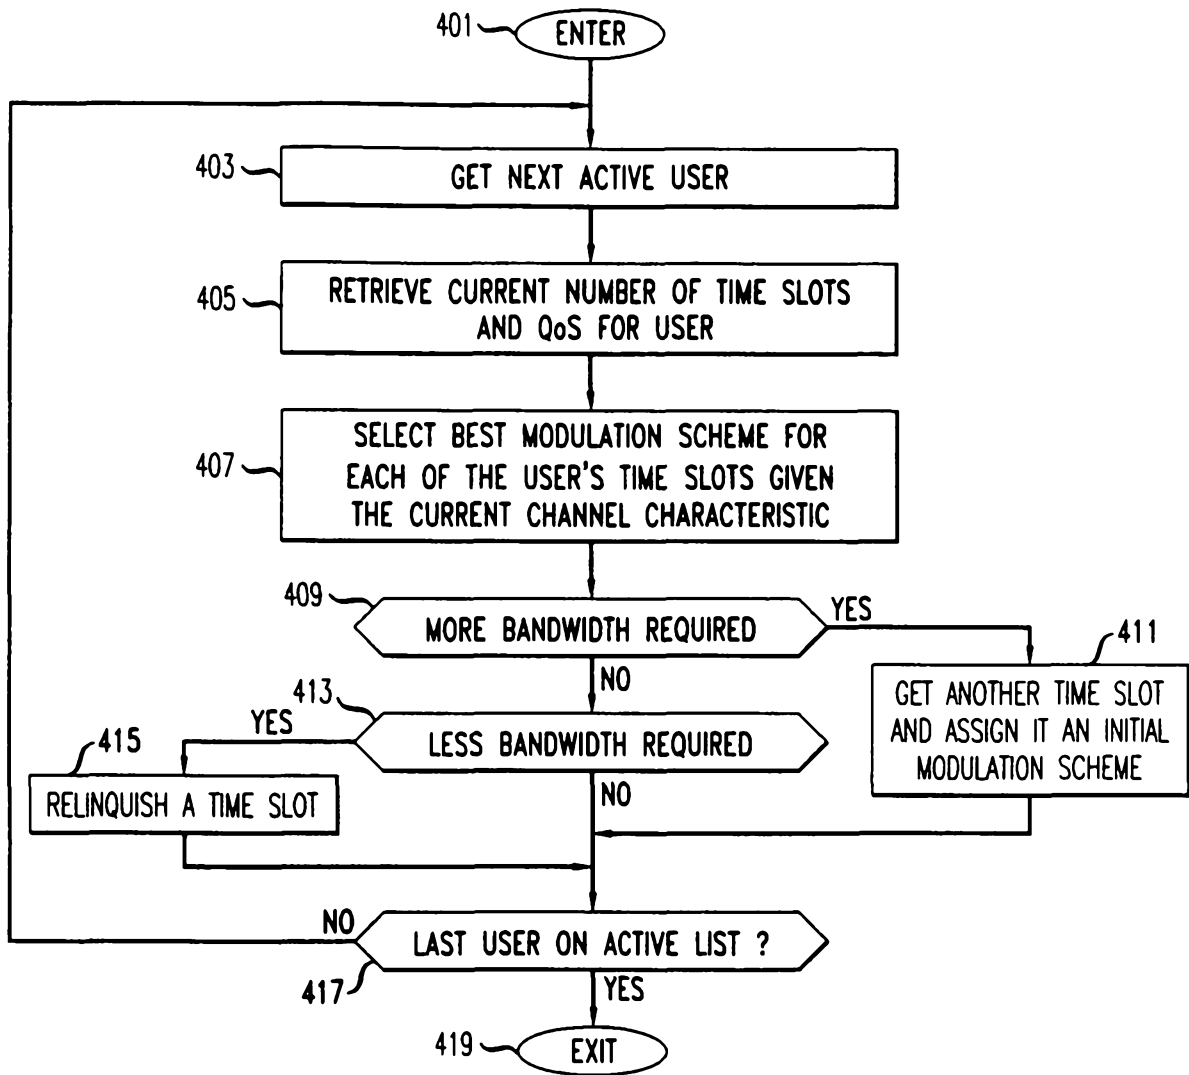 401
ENTER
403
GET NEXT ACTIVE USER
405
RETRIEVE CURRENT NUMBER OF TIME SLOTS
AND QoS FOR USER
407
SELECT BEST MODULATION SCHEME FOR
EACH OF THE USER'S TIME SLOTS GIVEN
THE CURRENT CHANNEL CHARACTERISTIC
409
MORE BANDWIDTH REQUIRED
YES
NO
411
GET ANOTHER TIME SLOT
AND ASSIGN IT AN INITIAL
MODULATION SCHEME
413
LESS BANDWIDTH REQUIRED
YES
NO
415
RELINQUISH A TIME SLOT
417
LAST USER ON ACTIVE LIST ?
NO
YES
419
EXIT